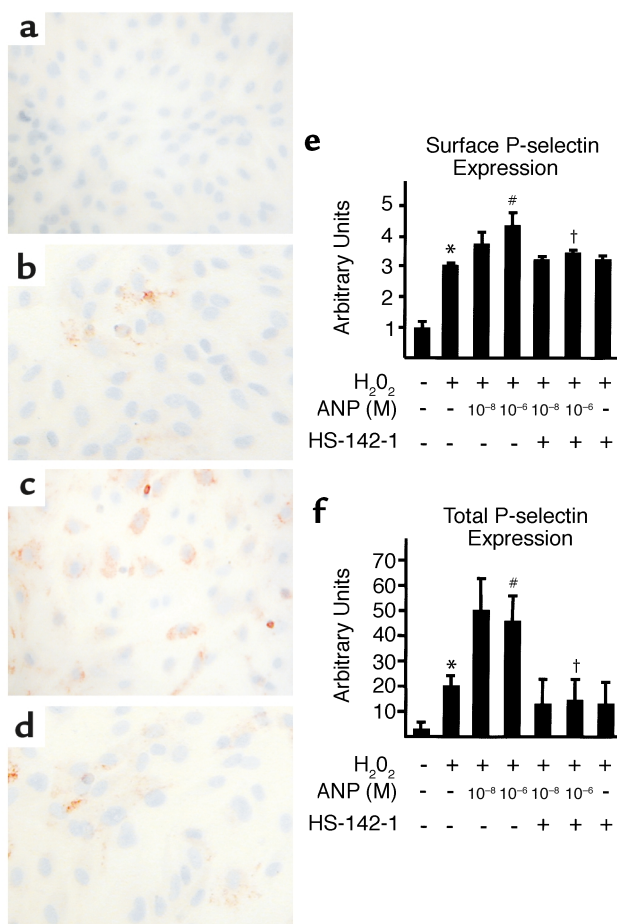 a
b
c
d
e
Surface P-selectin
Expression
Arbitrary Units
5
4
3
2
1
*
#
†
H₂0₂ - + + + + + +
ANP (M) - - 10⁻⁸ 10⁻⁶ 10⁻⁸ 10⁻⁶ -
HS-142-1 - - - - + + +
f
Total P-selectin
Expression
Arbitrary Units
70
60
50
40
30
20
10
*
#
†
H₂0₂ - + + + + + +
ANP (M) - - 10⁻⁸ 10⁻⁶ 10⁻⁸ 10⁻⁶ -
HS-142-1 - - - - + + +